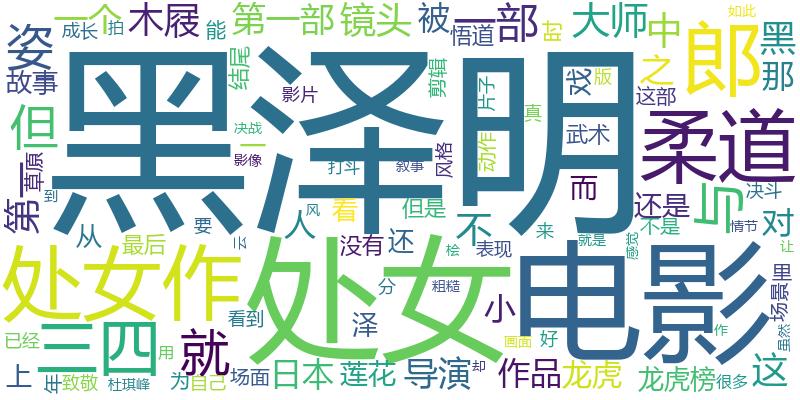 一个 木屐 第一部 镜头 被 一部 出 大师 能 如此
姿 成长 拍 悟道 中 黑
故事 结尾 剪辑 片子 戏 之 郎 那
影片 这部 版
但 黑泽明 真 武术 柔道
草原 决战 一 影像 打斗 叙事 风格 动作 而 决斗
第一 到 看 但是 还是 与 对
从 要 人 风 不 来 不是 情节
最后 云 没有 还 桧 表现 就是 感觉 让
处女作 处女 电影 场景 里
分 粗糙 小
已经 三四 用 就 看到 泽 画面 好 作 虽然
上 年 致敬 杜琪峰 为 自己 场面 日本 莲花 导演 却 作品 龙虎 龙虎榜 很多 这